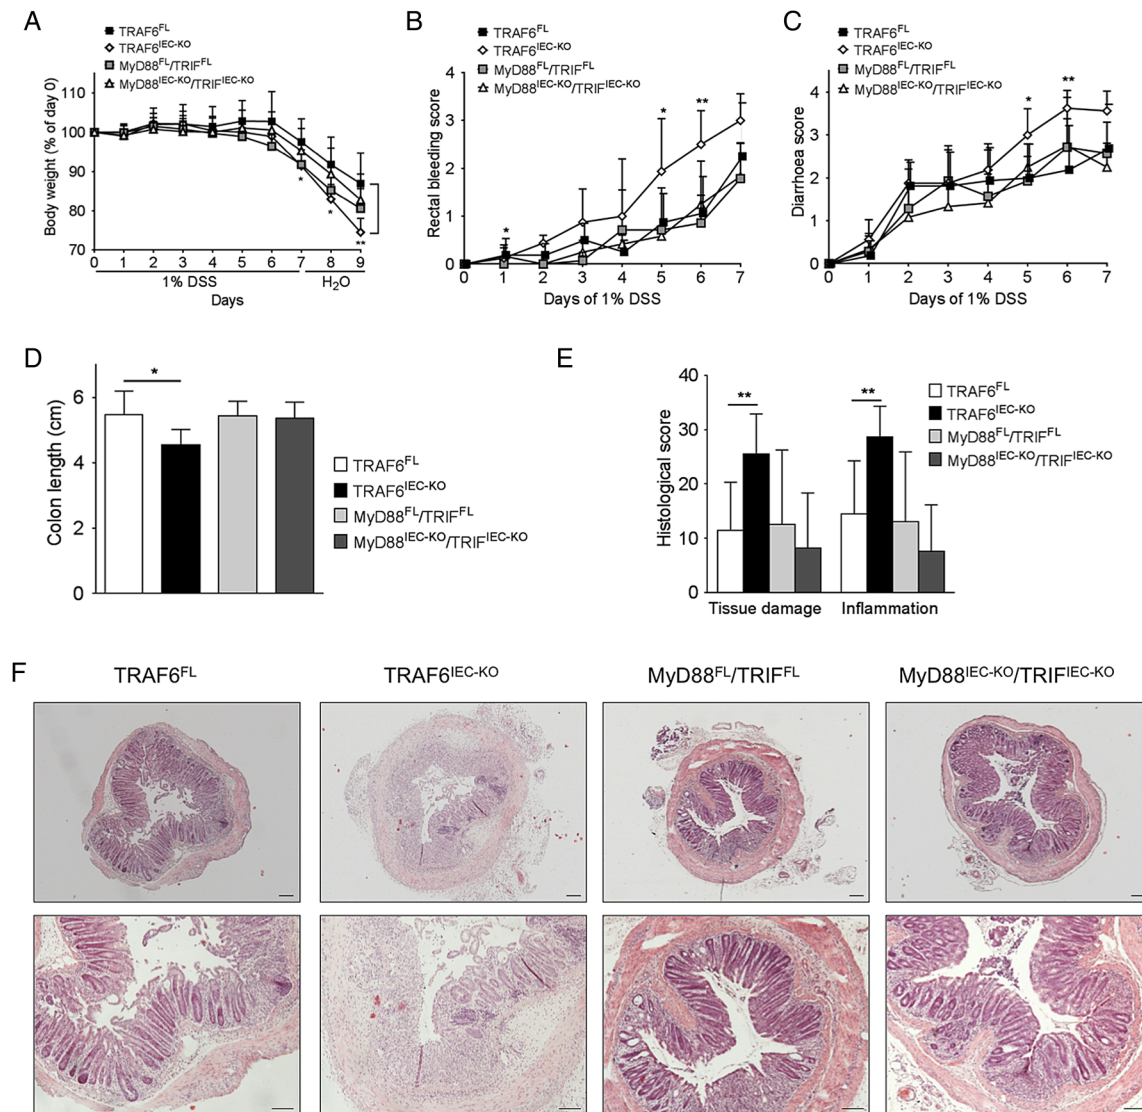 A
TRAF6FL
TRAF6IEC-KO
MyD88FL/TRIFFL
MyD88IEC-KO/TRIFIEC-KO
Body weight (% of day 0)
110
100
90
80
70
*
*
**
0 1 2 3 4 5 6 7 8 9
1% DSS H2O
Days
B
TRAF6FL
TRAF6IEC-KO
MyD88FL/TRIFFL
MyD88IEC-KO/TRIFIEC-KO
Rectal bleeding score
4
3
2
1
0
*
*
**
0 1 2 3 4 5 6 7
Days of 1% DSS
C
TRAF6FL
TRAF6IEC-KO
MyD88FL/TRIFFL
MyD88IEC-KO/TRIFIEC-KO
Diarrhoea score
4
3
2
1
0
*
**
0 1 2 3 4 5 6 7
Days of 1% DSS
D
Colon length (cm)
6
4
2
0
*
TRAF6FL
TRAF6IEC-KO
MyD88FL/TRIFFL
MyD88IEC-KO/TRIFIEC-KO
E
Histological score
40
30
20
10
0
**
**
Tissue damage Inflammation
TRAF6FL
TRAF6IEC-KO
MyD88FL/TRIFFL
MyD88IEC-KO/TRIFIEC-KO
F
TRAF6FL TRAF6IEC-KO MyD88FL/TRIFFL MyD88IEC-KO/TRIFIEC-KO